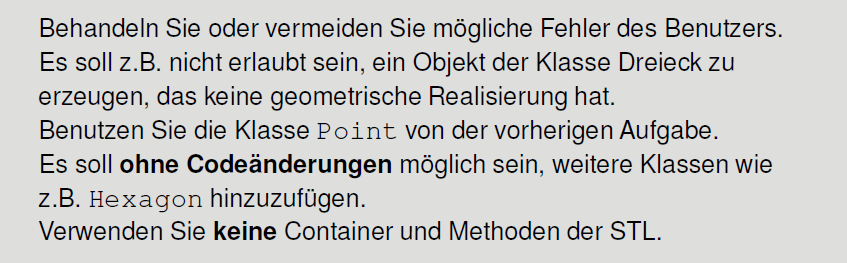 Behandeln Sie oder vermeiden Sie mögliche Fehler des Benutzers.
Es soll z.B. nicht erlaubt sein, ein Objekt der Klasse Dreieck zu
erzeugen, das keine geometrische Realisierung hat.
Benutzen Sie die Klasse Point von der vorherigen Aufgabe.
Es soll ohne Codeänderungen möglich sein, weitere Klassen wie
z.B. Hexagon hinzuzufügen.
Verwenden Sie keine Container und Methoden der STL.